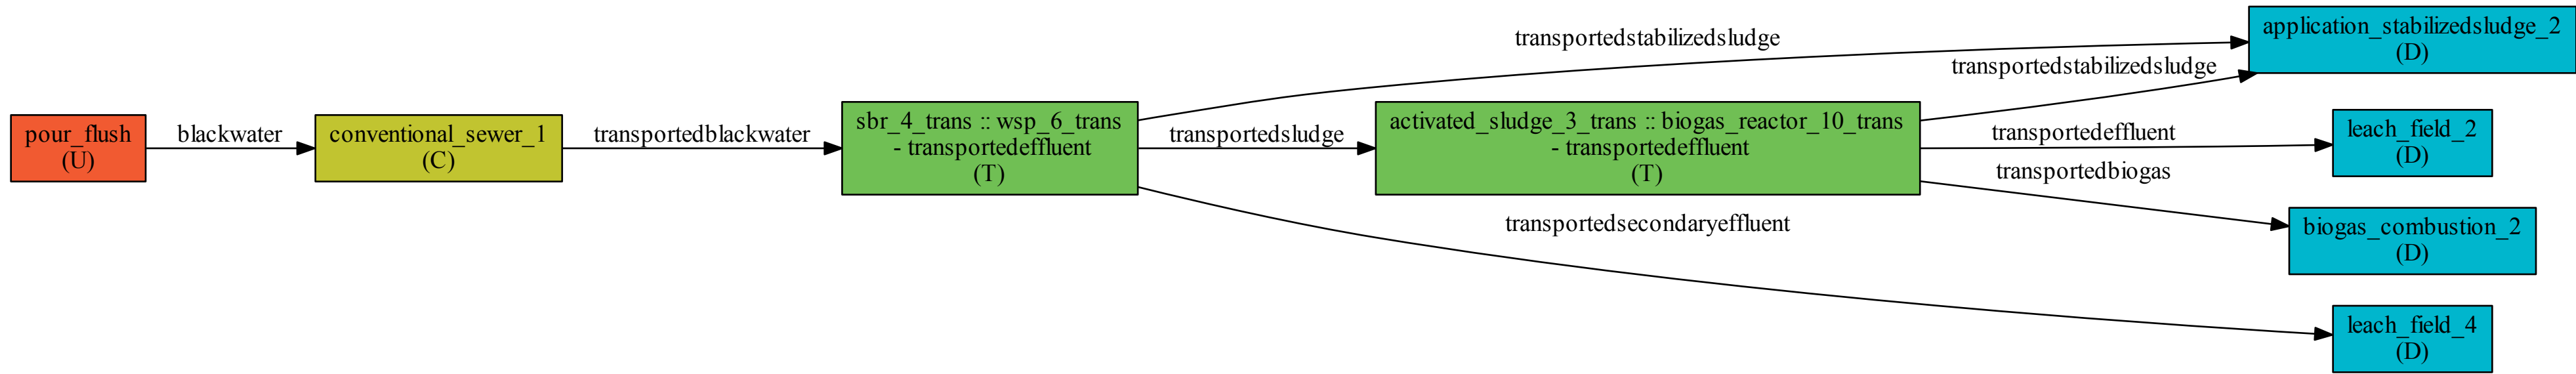 pour_flush
(U)
blackwater
conventional_sewer_1
(C)
transportedblackwater
sbr_4_trans :: wsp_6_trans
- transportedeffluent
(T)
transportedstabilizedsludge
transportedsludge
transportedsecondaryeffluent
activated_sludge_3_trans :: biogas_reactor_10_trans
- transportedeffluent
(T)
transportedstabilizedsludge
transportedeffluent
transportedbiogas
application_stabilizedsludge_2
(D)
leach_field_2
(D)
biogas_combustion_2
(D)
leach_field_4
(D)